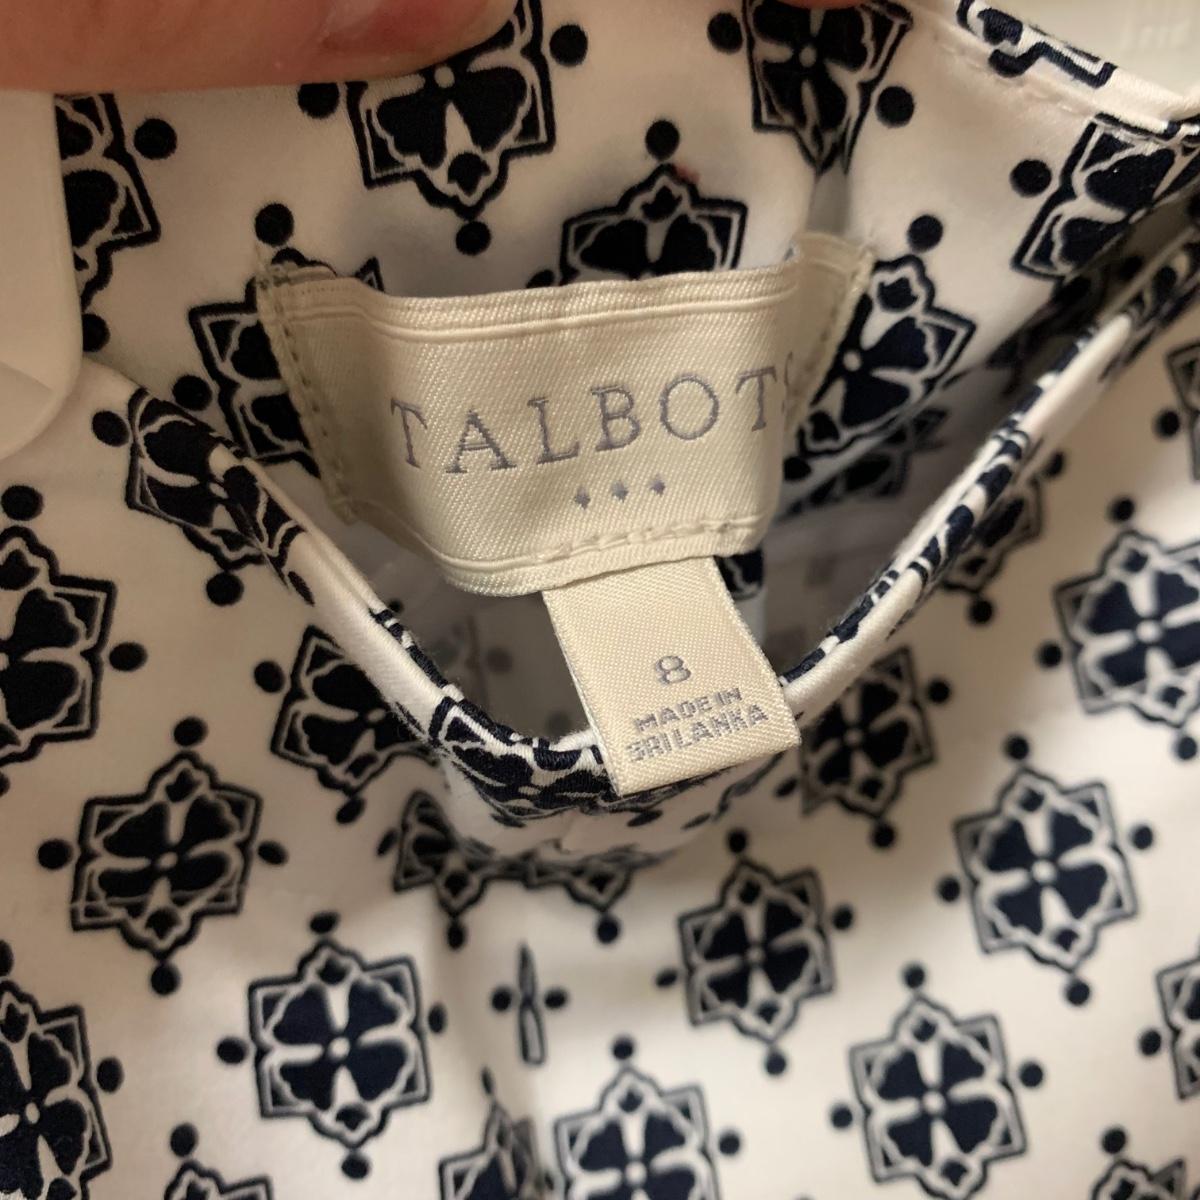 TALBOTS
8
MADE IN
SRI LANKA